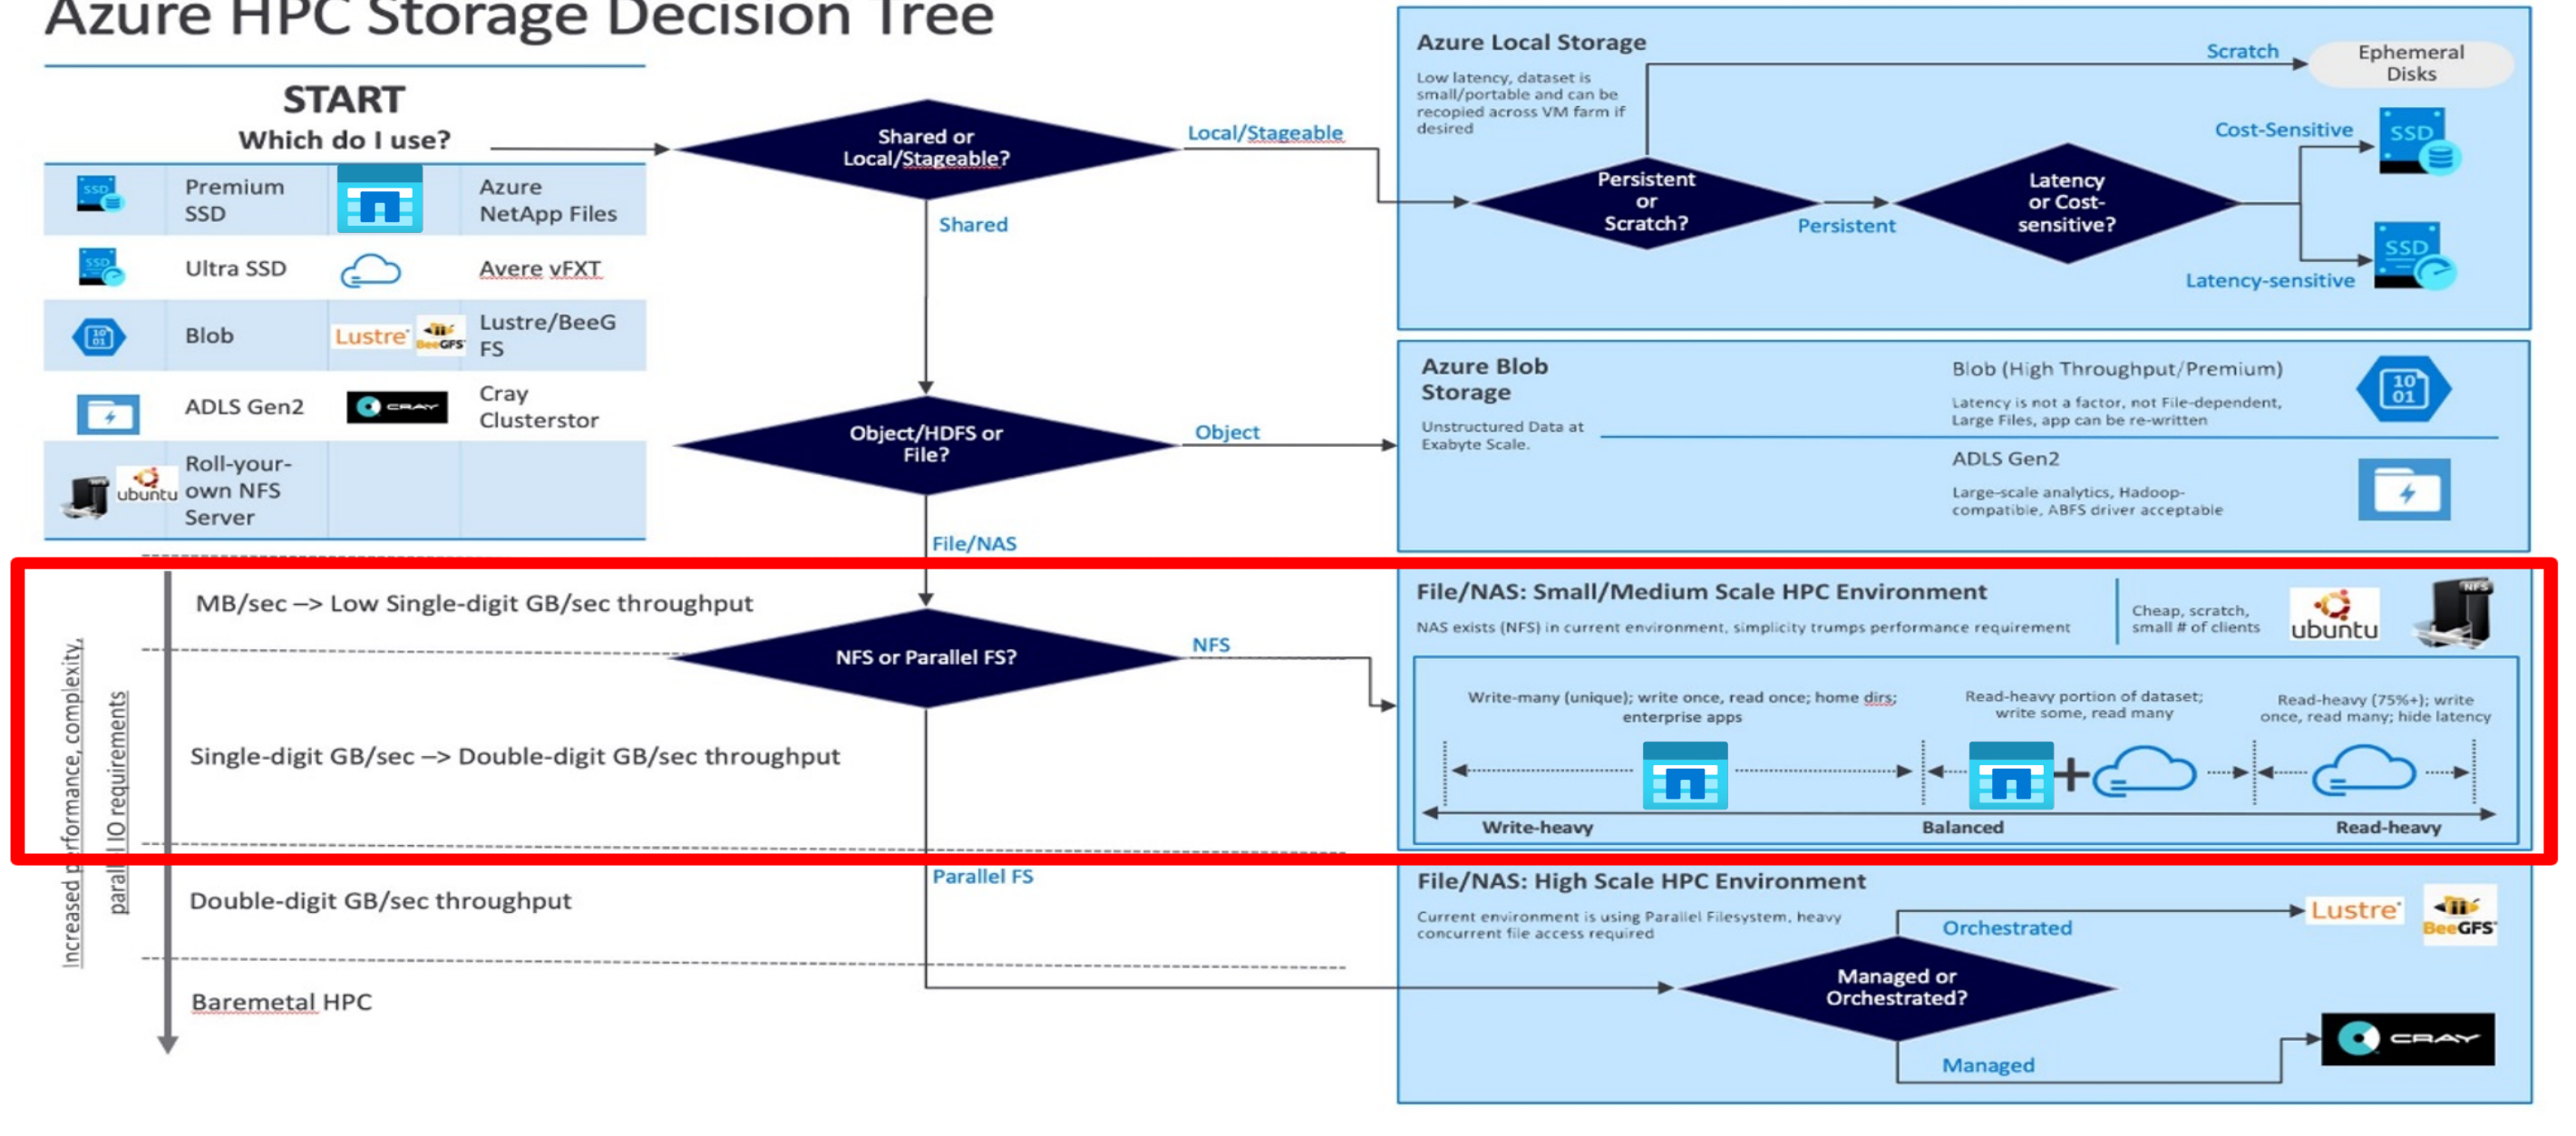 Azure HPC Storage Decision Tree
START
Which do I use?
SSD
Premium
SSD
Azure
NetApp Files
SSD
Ultra SSD
Avere vFXT
10
01
Blob
Lustre
BeeGFS
Lustre/BeeG
FS
ADLS Gen2
CRAY
Cray
Clusterstor
ubuntu
Roll-your-
own NFS
Server
Shared or
Local/Stageable?
Local/Stageable
Shared
Azure Local Storage
Low latency, dataset is
small/portable and can be
recopied across VM farm if
desired
Scratch
Ephemeral
Disks
Persistent
or
Scratch?
Persistent
Latency
or Cost-
sensitive?
Cost-Sensitive
SSD
Latency-sensitive
SSD
Object/HDFS or
File?
Object
File/NAS
Azure Blob
Storage
Unstructured Data at
Exabyte Scale.
Blob (High Throughput/Premium)
Latency is not a factor, not File-dependent,
Large Files, app can be re-written
10
01
ADLS Gen2
Large-scale analytics, Hadoop-
compatible, ABFS driver acceptable
Increased performance, complexity,
parallel IO requirements
MB/sec –> Low Single-digit GB/sec throughput
Single-digit GB/sec –> Double-digit GB/sec throughput
Double-digit GB/sec throughput
Baremetal HPC
NFS or Parallel FS?
NFS
Parallel FS
File/NAS: Small/Medium Scale HPC Environment
NAS exists (NFS) in current environment, simplicity trumps performance requirement
Cheap, scratch,
small # of clients
ubuntu
NFS
Write-many (unique); write once, read once; home dirs;
enterprise apps
Read-heavy portion of dataset;
write some, read many
Read-heavy (75%+); write
once, read many; hide latency
+
Write-heavy
Balanced
Read-heavy
File/NAS: High Scale HPC Environment
Current environment is using Parallel Filesystem, heavy
concurrent file access required
Managed or
Orchestrated?
Orchestrated
Lustre
BeeGFS
Managed
CRAY